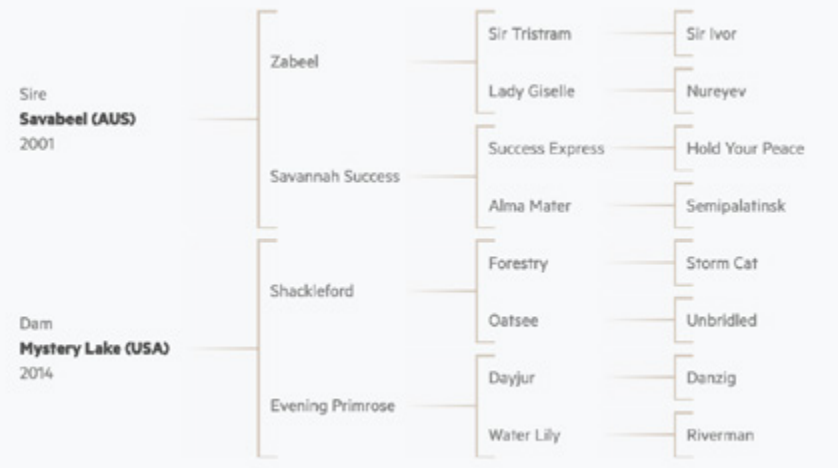 Sire
Savabeel (AUS)
2001
Zabeel
Savannah Success
Sir Tristram
Lady Giselle
Success Express
Alma Mater
Sir Ivor
Nureyev
Hold Your Peace
Semipalatinsk
Dam
Mystery Lake (USA)
2014
Shackleford
Evening Primrose
Forestry
Oatsee
Dayjur
Water Lily
Storm Cat
Unbridled
Danzig
Riverman